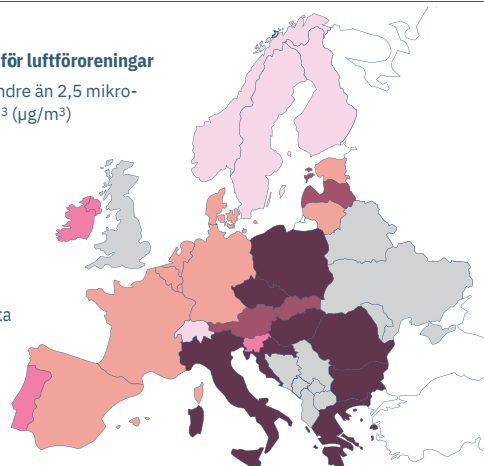 för luftföroreningar
ndre än 2,5 mikro-
³ (µg/m³)
ta